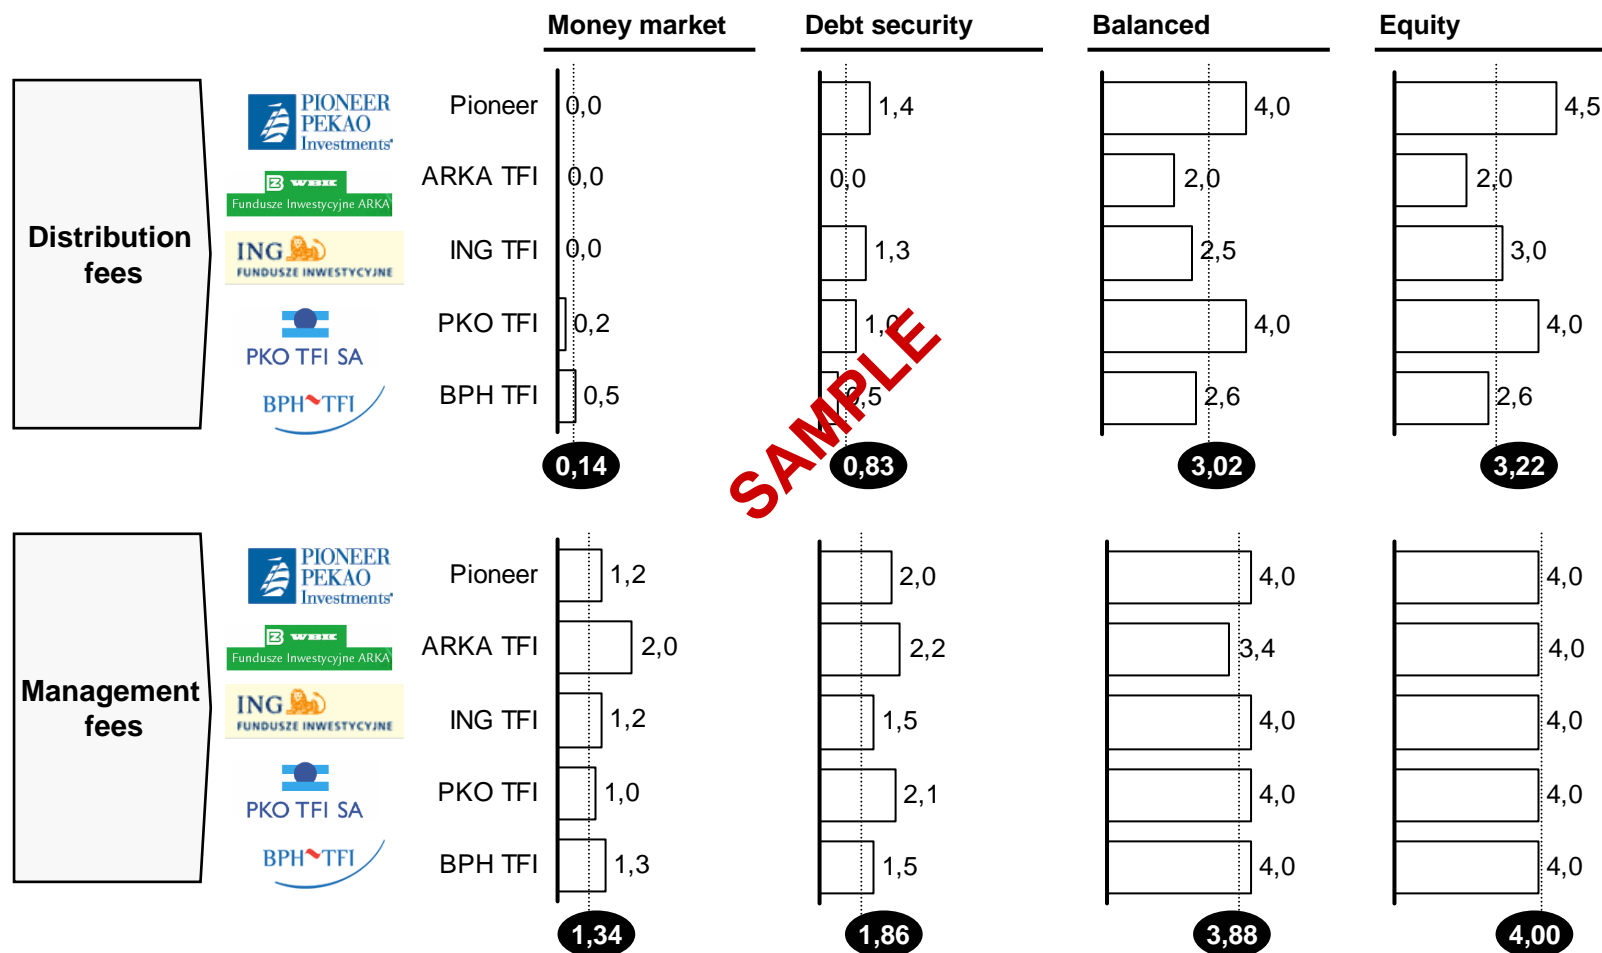 Money market Debt security Balanced Equity
Distribution
fees
PIONEER
PEKAO
Investments
Pioneer 0,0 1,4 4,0 4,5
WBK
Fundusze Inwestycyjne ARKA
ARKA TFI 0,0 0,0 2,0 2,0
ING
FUNDUSZE INWESTYCYJNE
ING TFI 0,0 1,3 2,5 3,0
PKO TFI SA
PKO TFI 0,2 1,0 4,0 4,0
BPH TFI
BPH TFI 0,5 0,5 2,6 2,6
0,14 0,83 3,02 3,22
SAMPLE
Management
fees
PIONEER
PEKAO
Investments
Pioneer 1,2 2,0 4,0 4,0
WBK
Fundusze Inwestycyjne ARKA
ARKA TFI 2,0 2,2 3,4 4,0
ING
FUNDUSZE INWESTYCYJNE
ING TFI 1,2 1,5 4,0 4,0
PKO TFI SA
PKO TFI 1,0 2,1 4,0 4,0
BPH TFI
BPH TFI 1,3 1,5 4,0 4,0
1,34 1,86 3,88 4,00